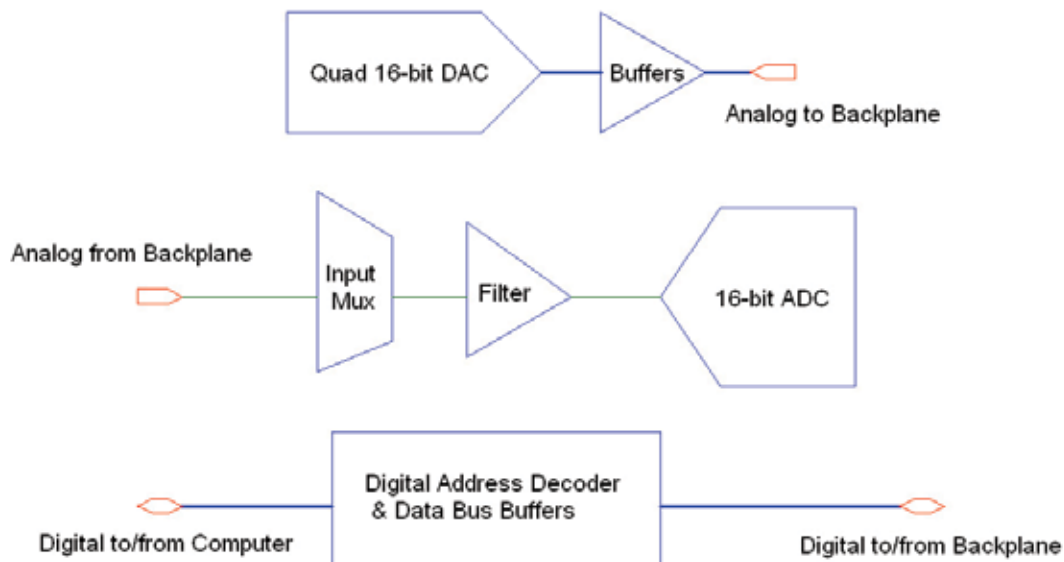 Quad 16-bit DAC
Buffers
Analog to Backplane
Analog from Backplane
Input
Mux
Filter
16-bit ADC
Digital Address Decoder
& Data Bus Buffers
Digital to/from Computer
Digital to/from Backplane